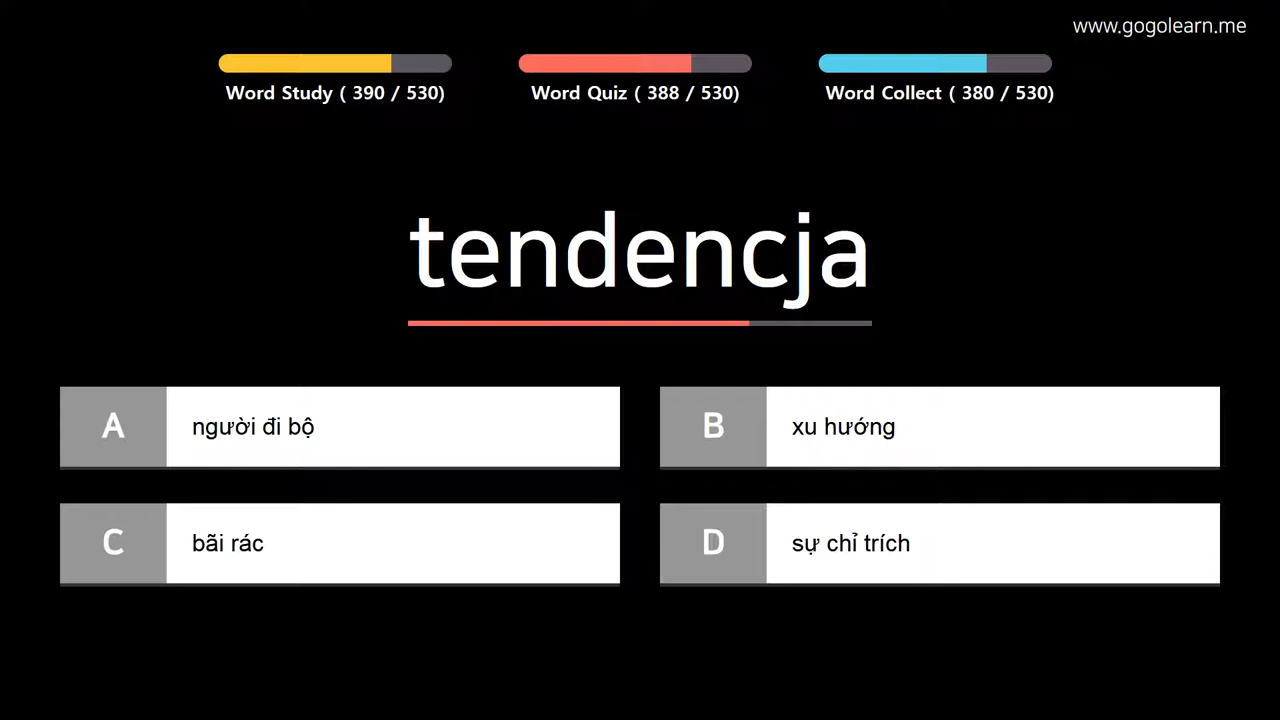 www.gogolearn.me
Word Study ( 390 / 530)
Word Quiz ( 388 / 530)
Word Collect ( 380 / 530)
tendencja
A
người đi bộ
B
xu hướng
C
bãi rác
D
sự chỉ trích